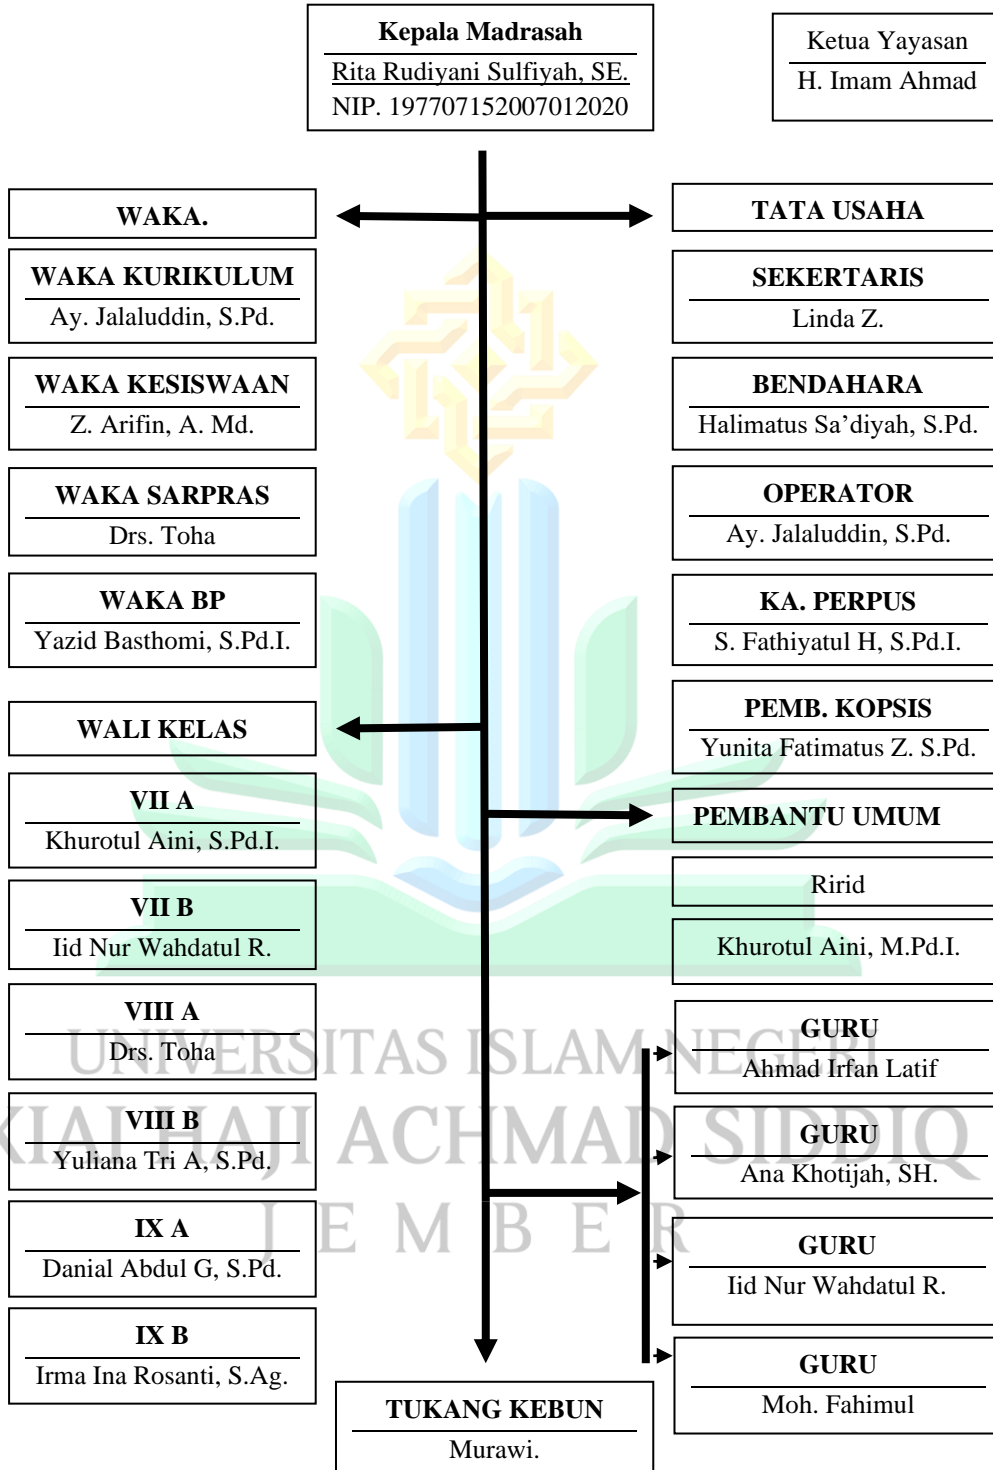 Kepala Madrasah
Rita Rudiyani Sulfiyah, SE.
NIP. 197707152007012020
Ketua Yayasan
H. Imam Ahmad
WAKA.
WAKA KURIKULUM
Ay. Jalaluddin, S.Pd.
WAKA KESISWAAN
Z. Arifin, A. Md.
WAKA SARPRAS
Drs. Toha
WAKA BP
Yazid Basthomi, S.Pd.I.
WALI KELAS
VII A
Khurotul Aini, S.Pd.I.
VII B
Iid Nur Wahdatul R.
VIII A
Drs. Toha
VIII B
Yuliana Tri A, S.Pd.
IX A
Danial Abdul G, S.Pd.
IX B
Irma Ina Rosanti, S.Ag.
TATA USAHA
SEKERTARIS
Linda Z.
BENDAHARA
Halimatus Sa’diyah, S.Pd.
OPERATOR
Ay. Jalaluddin, S.Pd.
KA. PERPUS
S. Fathiyatul H, S.Pd.I.
PEMB. KOPSIS
Yunita Fatimatus Z. S.Pd.
PEMBANTU UMUM
Ririd
Khurotul Aini, M.Pd.I.
GURU
Ahmad Irfan Latif
GURU
Ana Khotijah, SH.
GURU
Iid Nur Wahdatul R.
GURU
Moh. Fahimul
TUKANG KEBUN
Murawi.
UNIVERSITAS ISLAM NEGERI
KIAI HAJI ACHMAD SIDDIQ
JEMBER